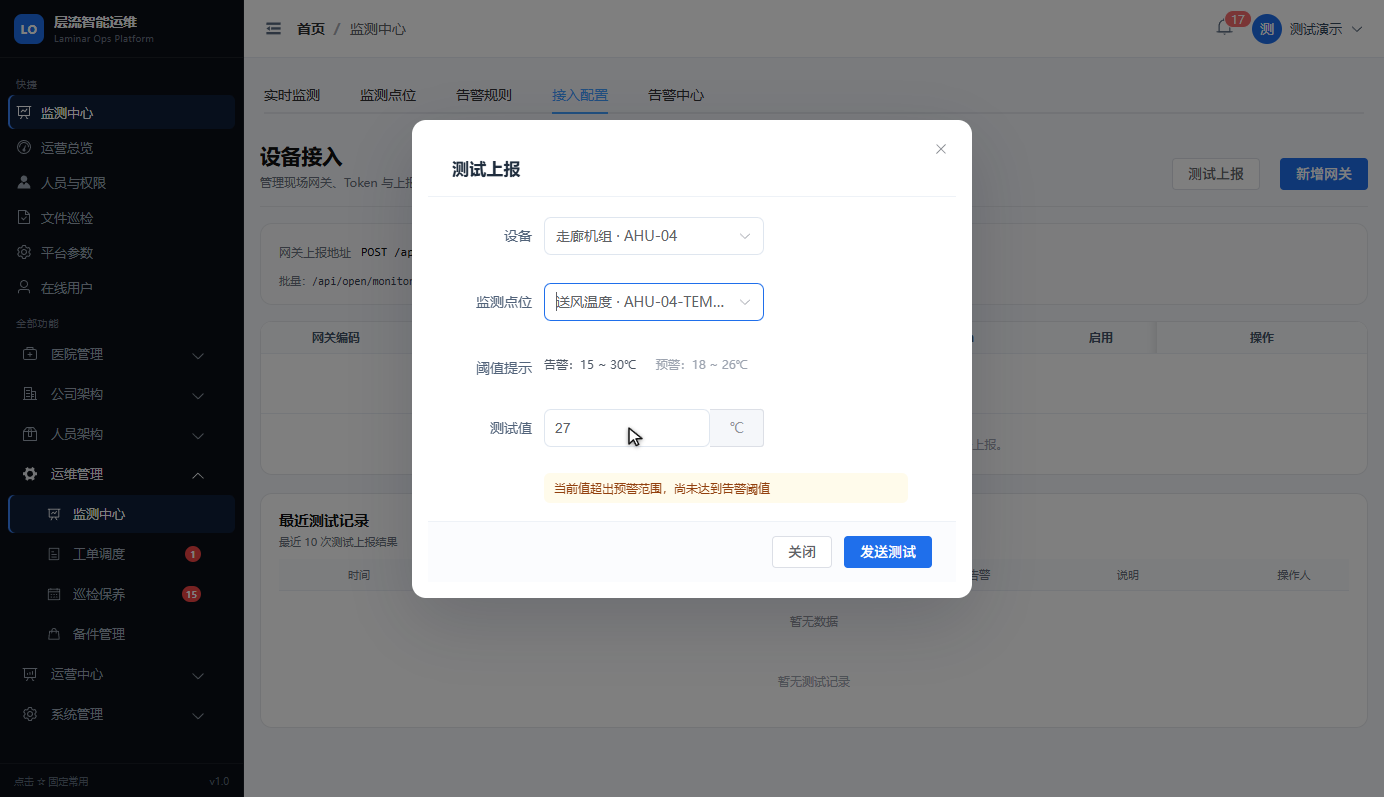 LO
层流智能运维
Laminar Ops Platform
首页 / 监测中心
17
测
测试演示
快捷
监测中心
运营总览
人员与权限
文件巡检
平台参数
在线用户
全部功能
医院管理
公司架构
人员架构
运维管理
监测中心
工单调度
1
巡检保养
15
备件管理
运营中心
系统管理
点击 ☆ 固定常用
v1.0
实时监测
监测点位
告警规则
接入配置
告警中心
设备接入
管理现场网关、Token 与上报
测试上报
新增网关
网关上报地址 POST /ap
批量: /api/open/monitor
网关编码
启用
操作
上报。
最近测试记录
最近 10 次测试上报结果
时间
告警
说明
操作人
暂无数据
暂无测试记录
测试上报
设备
走廊机组 · AHU-04
监测点位
送风温度 · AHU-04-TEM...
阈值提示
告警: 15 ~ 30℃
预警: 18 ~ 26℃
测试值
27
℃
当前值超出预警范围，尚未达到告警阈值
关闭
发送测试